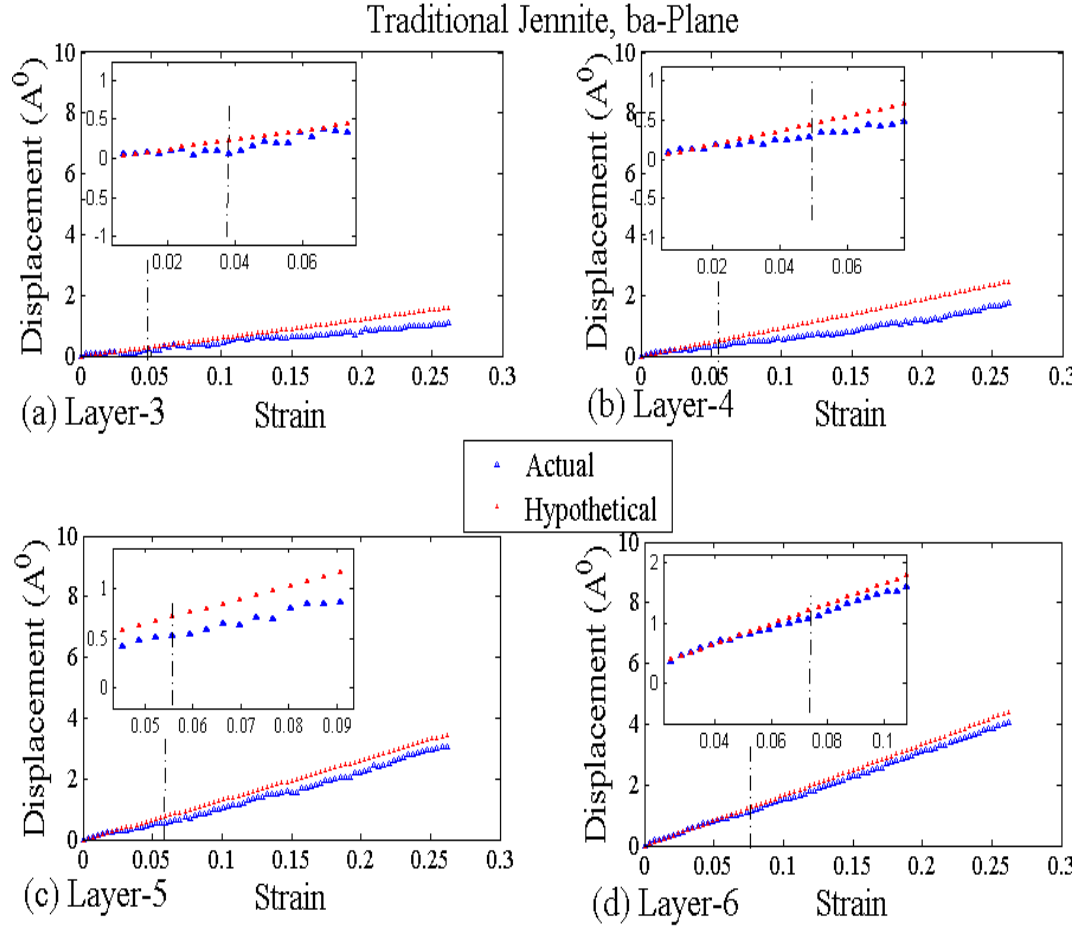 Traditional Jennite, ba-Plane
Displacement (A⁰)
10
8
6
4
2
0
1
0.5
0
-0.5
-1
0.02 0.04 0.06
0 0.05 0.1 0.15 0.2 0.25 0.3
(a) Layer-3 Strain
Displacement (A⁰)
10
8
6
4
2
0
1
0.5
0
-0.5
-1
0.02 0.04 0.06
0 0.05 0.1 0.15 0.2 0.25 0.3
(b) Layer-4 Strain
Actual
Hypothetical
Displacement (A⁰)
10
8
6
4
2
0
1
0.5
0
0.05 0.06 0.07 0.08 0.09
0 0.05 0.1 0.15 0.2 0.25 0.3
(c) Layer-5 Strain
Displacement (A⁰)
10
8
6
4
2
0
2
1
0
0.04 0.06 0.08 0.1
0 0.05 0.1 0.15 0.2 0.25 0.3
(d) Layer-6 Strain